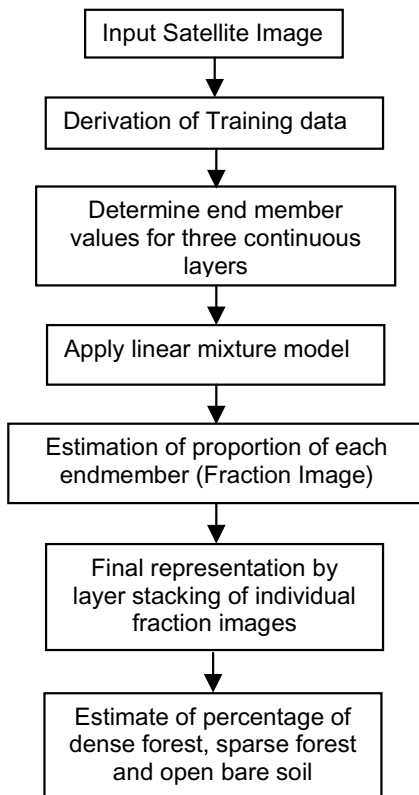 Input Satellite Image
Derivation of Training data
Determine end member
values for three continuous
layers
Apply linear mixture model
Estimation of proportion of each
endmember (Fraction Image)
Final representation by
layer stacking of individual
fraction images
Estimate of percentage of
dense forest, sparse forest
and open bare soil